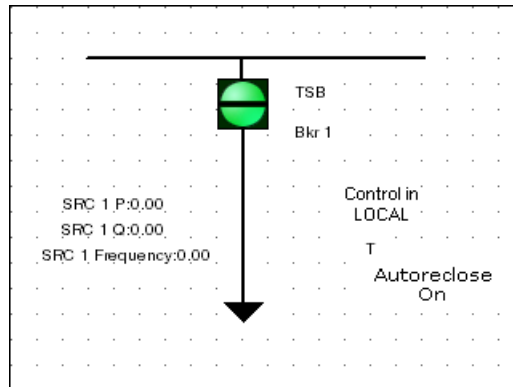 TSB
Bkr 1
SRC 1 P:0.00
SRC 1 Q:0.00
SRC 1 Frequency:0.00
Control in
LOCAL
T
Autoreclose
On